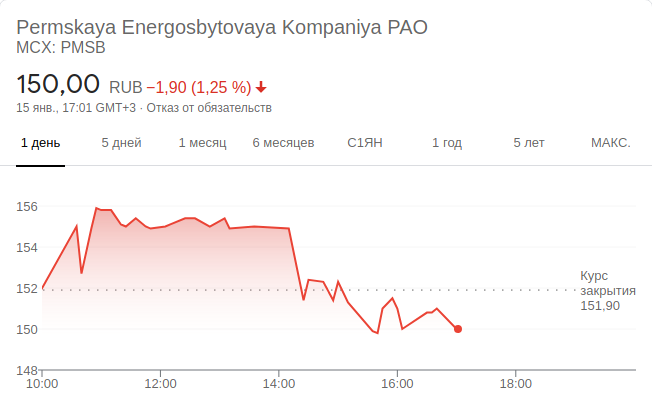 Permskaya Energosbytovaya Kompaniya PAO
MCX: PMSB
150,00 RUB −1,90 (1,25 %)
15 янв., 17:01 GMT+3 · Отказ от обязательств
1 день 5 дней 1 месяц 6 месяцев С1ЯН 1 год 5 лет МАКС.
156
154
152
150
148
Курс
закрытия
151,90
10:00 12:00 14:00 16:00 18:00